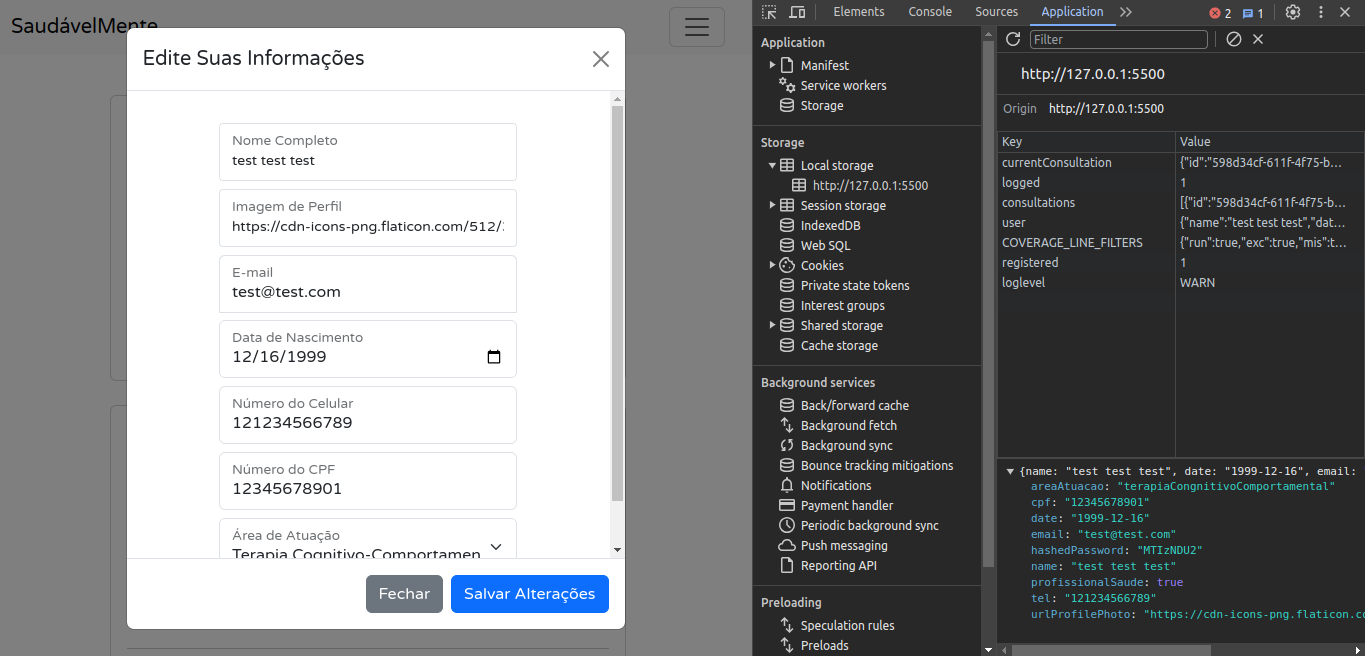 SaudávelMente
Edite Suas Informações
Nome Completo
test test test
Imagem de Perfil
https://cdn-icons-png.flaticon.com/512/
E-mail
test@test.com
Data de Nascimento
12/16/1999
Número do Celular
121234566789
Número do CPF
12345678901
Área de Atuação
Terapia Cognitivo-Comportamen
Fechar
Salvar Alterações
Elements Console Sources Application 2 1
Application
Manifest
Service workers
Storage
Storage
Local storage
http://127.0.0.1:5500
Session storage
IndexedDB
Web SQL
Cookies
Private state tokens
Interest groups
Shared storage
Cache storage
Background services
Back/forward cache
Background fetch
Background sync
Bounce tracking mitigations
Notifications
Payment handler
Periodic background sync
Push messaging
Reporting API
Preloading
Speculation rules
Preloads
Filter
http://127.0.0.1:5500
Origin http://127.0.0.1:5500
Key Value
currentConsultation {"id":"598d34cf-611f-4f75-b...
logged 1
consultations [{"id":"598d34cf-611f-4f75-b...
user {"name":"test test test","dat...
COVERAGE_LINE_FILTERS {"run":true,"exc":true,"mis":t...
registered 1
loglevel WARN
{name: "test test test", date: "1999-12-16", email:
areaAtuacao: "terapiaCongnitivoComportamental"
cpf: "12345678901"
date: "1999-12-16"
email: "test@test.com"
hashedPassword: "MTIzNDU2"
name: "test test test"
profissionalSaude: true
tel: "121234566789"
urlProfilePhoto: "https://cdn-icons-png.flaticon.co